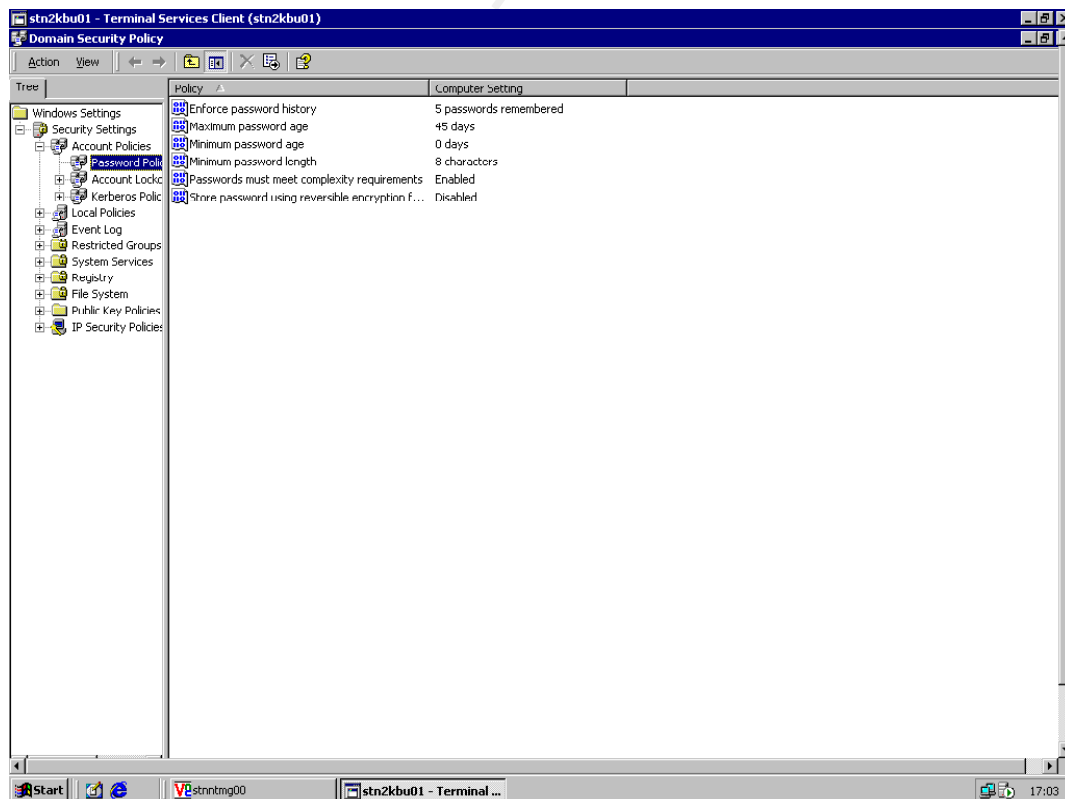 stn2kbu01 - Terminal Services Client (stn2kbu01)
Domain Security Policy
Action View
Tree
Policy Computer Setting
Windows Settings
Security Settings
Account Policies
Password Polic
Account Lockc
Kerberos Polic
Local Policies
Event Log
Restricted Groups
System Services
Registry
File System
Public Key Policies
IP Security Policies
Enforce password history 5 passwords remembered
Maximum password age 45 days
Minimum password age 0 days
Minimum password length 8 characters
Passwords must meet complexity requirements Enabled
Store password using reversible encryption f... Disabled
Start stnntmg00 stn2kbu01 - Terminal ... 17:03